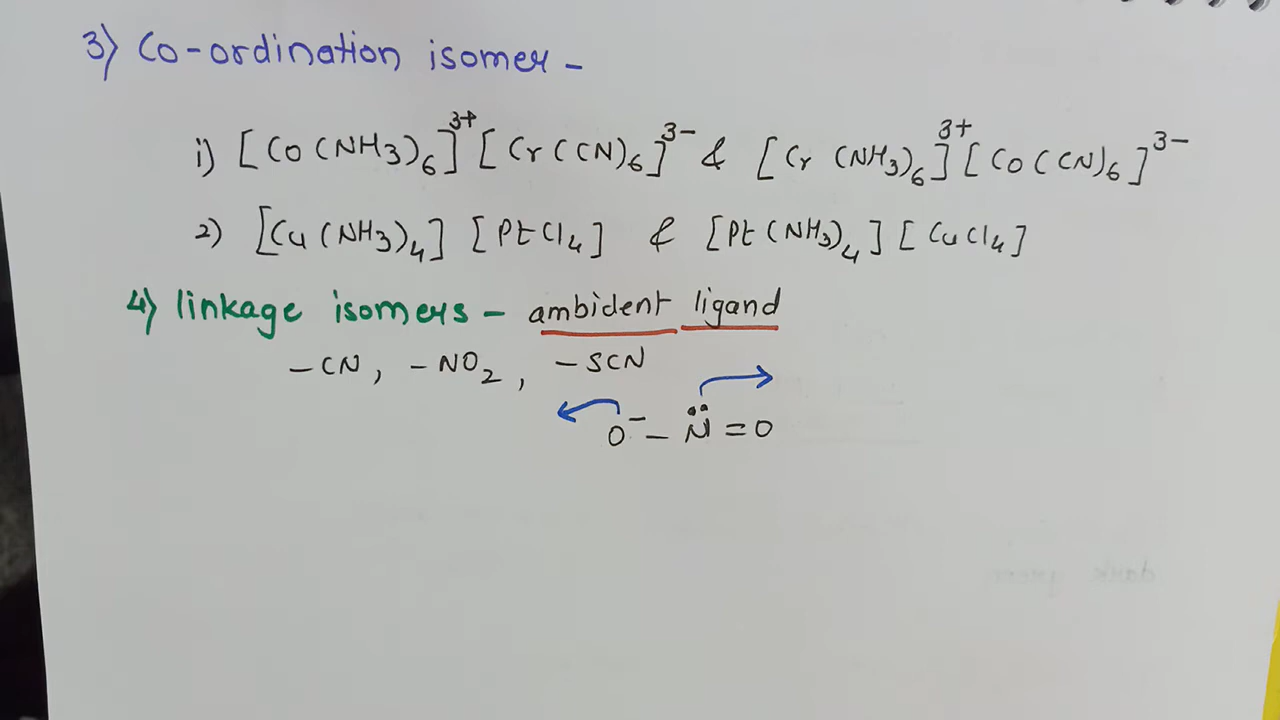 3) Co-ordination isomer -
i) [Co(NH3)6]3+ [Cr(CN)6]3- & [Cr(NH3)6]3+ [Co(CN)6]3-
2) [Cu(NH3)4] [PtCl4] & [Pt(NH3)4] [CuCl4]
4) linkage isomers - ambident ligand
-CN, -NO2, -SCN
O- - N̈ = O